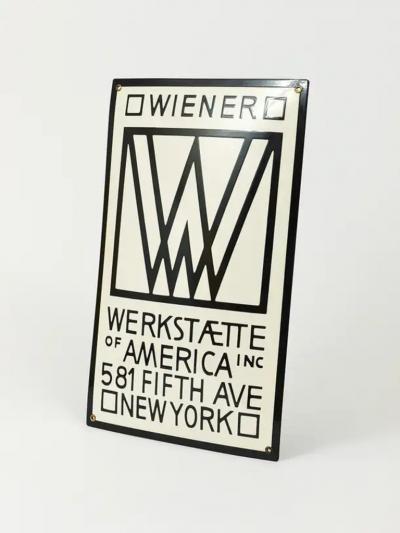 WIENER
W
WERKSTÆTTE
OF AMERICA INC
581 FIFTH AVE
NEW YORK